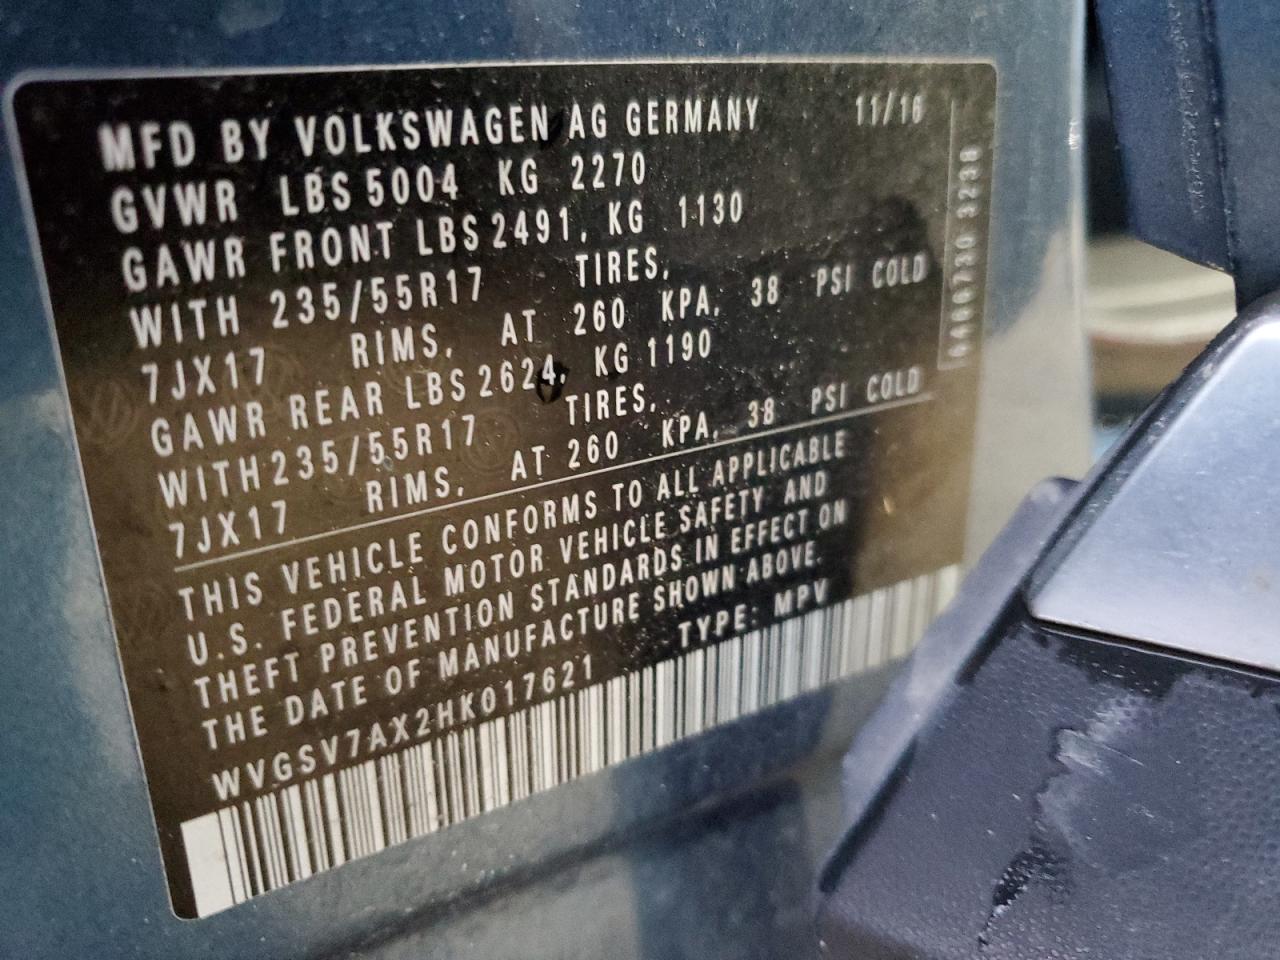 MFD BY VOLKSWAGEN AG GERMANY 11/16
GVWR LBS 5004 KG 2270
GAWR FRONT LBS 2491, KG 1130
WITH 235/55R17 TIRES,
7JX17 RIMS, AT 260 KPA, 38 PSI COLD
GAWR REAR LBS 2624, KG 1190
WITH 235/55R17 TIRES,
7JX17 RIMS, AT 260 KPA, 38 PSI COLD
THIS VEHICLE CONFORMS TO ALL APPLICABLE
U.S. FEDERAL MOTOR VEHICLE SAFETY AND
THEFT PREVENTION STANDARDS IN EFFECT ON
THE DATE OF MANUFACTURE SHOWN ABOVE.
WVGSV7AX2HK017621 TYPE: MPV